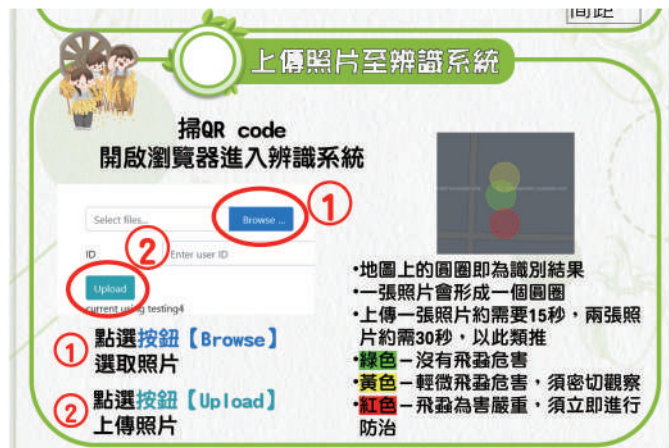 間距
上傳照片至辨識系統
掃QR code
開啟瀏覽器進入辨識系統
Select files...
Browse ...
①
ID
②
Enter user ID
Upload
current using testing4
① 點選按鈕【Browse】
選取照片
② 點選按鈕【Upload】
上傳照片
•地圖上的圓圈即為識別結果
•一張照片會形成一個圓圈
•上傳一張照片約需要15秒，兩張照
片約需30秒，以此類推
•綠色－沒有飛蝨危害
•黃色－輕微飛蝨危害，須密切觀察
•紅色－飛蝨為害嚴重，須立即進行
防治